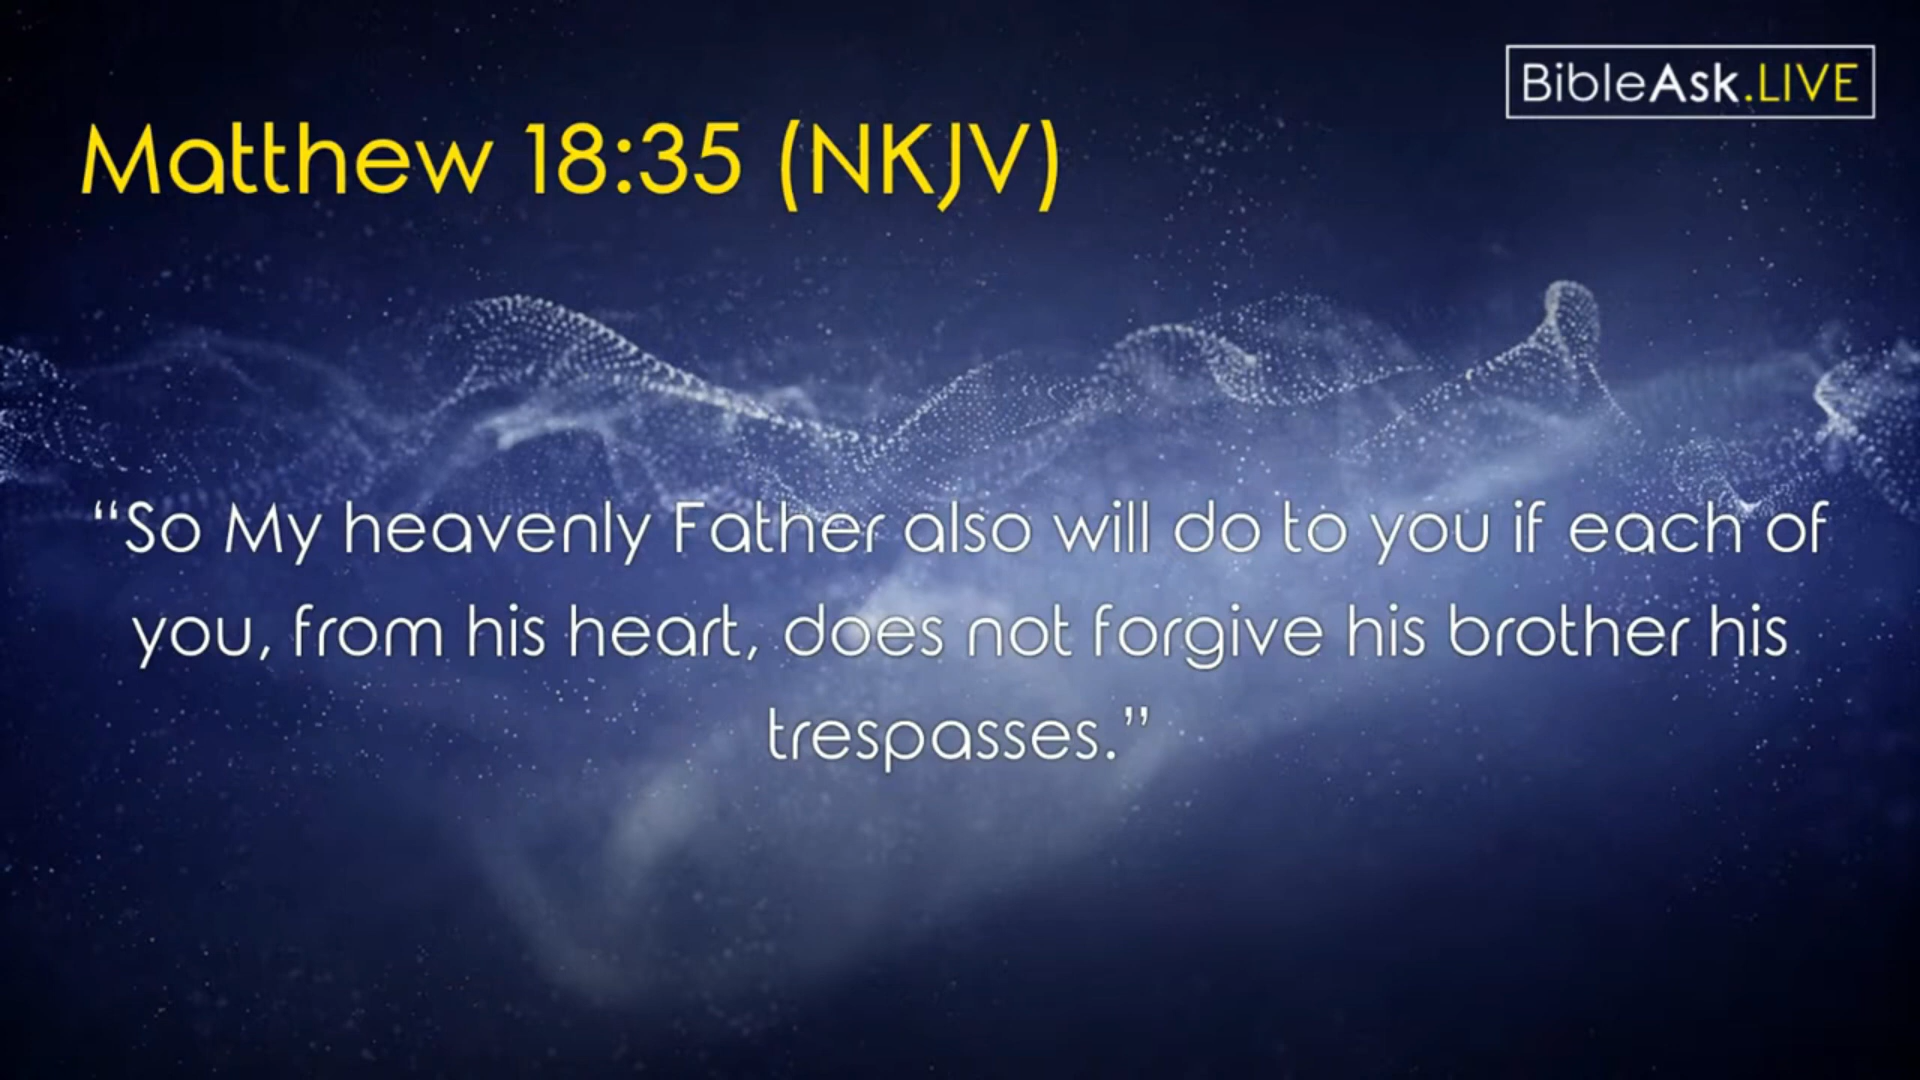 BibleAsk.LIVE
Matthew 18:35 (NKJV)
“So My heavenly Father also will do to you if each of
you, from his heart, does not forgive his brother his
trespasses.”